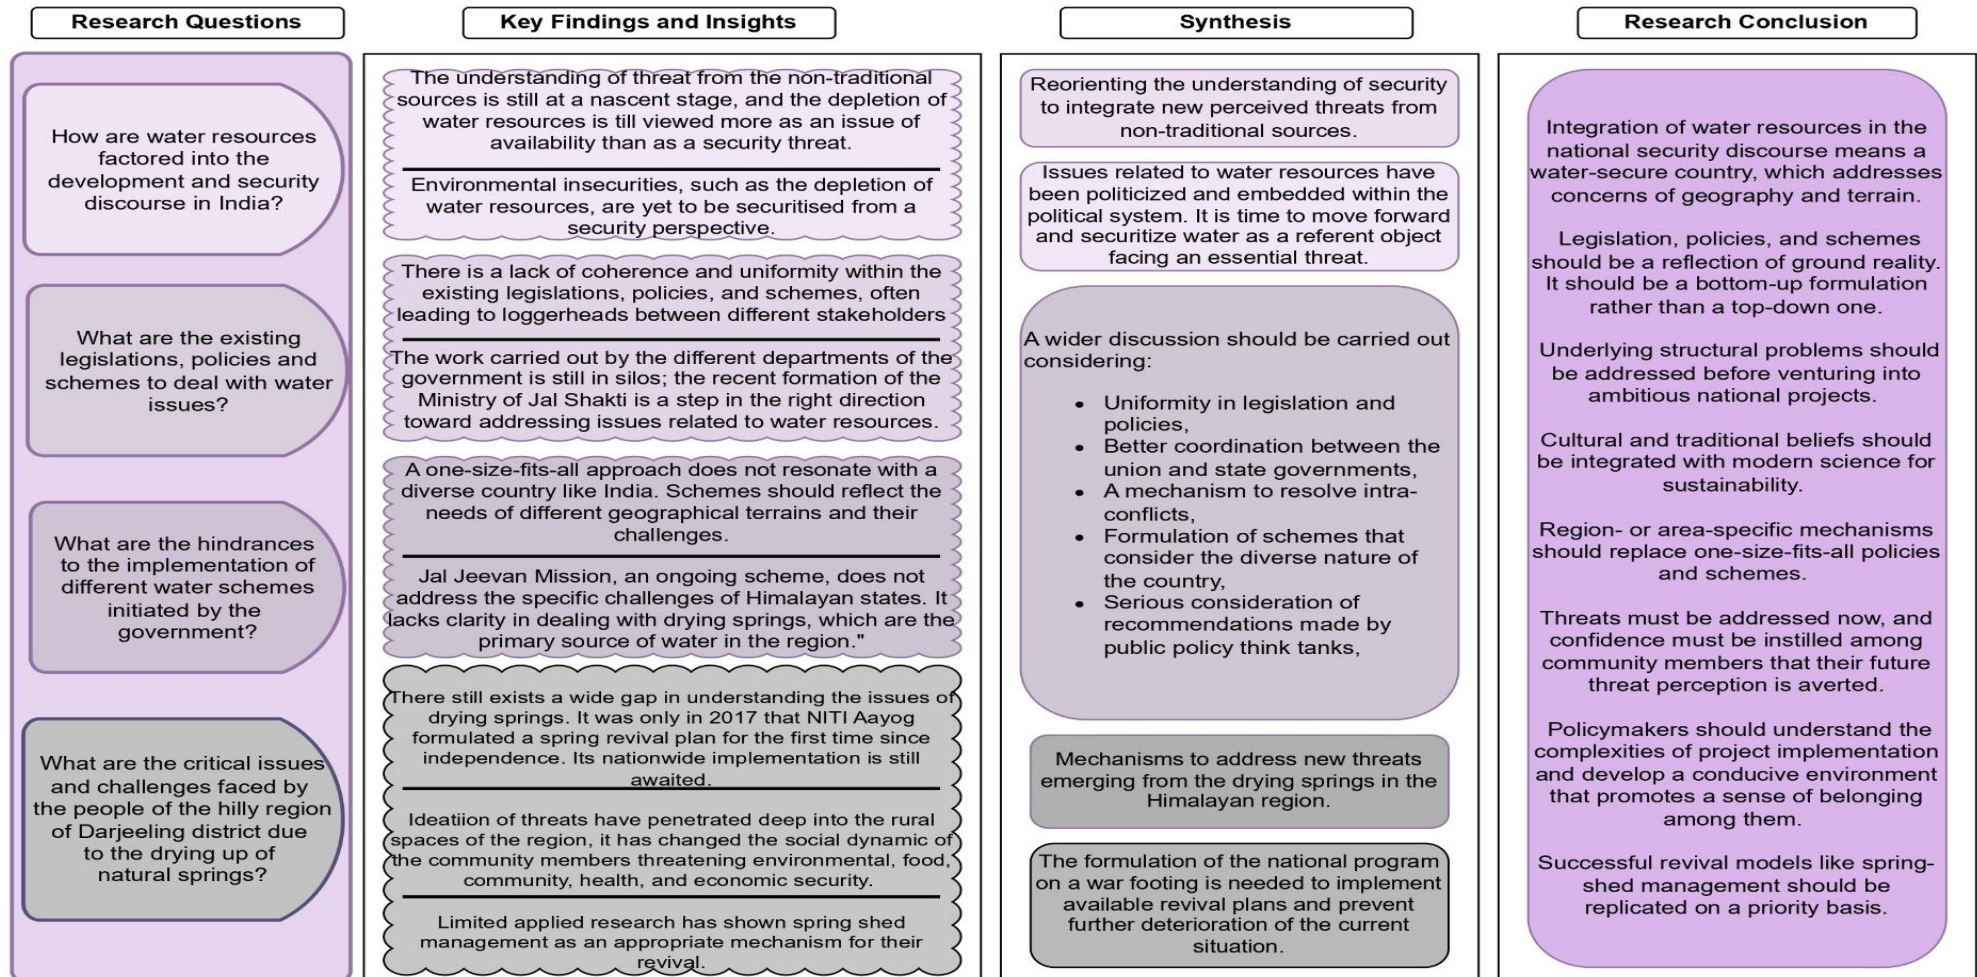 Research Questions
How are water resources
factored into the
development and security
discourse in India?
What are the existing
legislations, policies and
schemes to deal with water
issues?
What are the hindrances
to the implementation of
different water schemes
initiated by the
government?
What are the critical issues
and challenges faced by
the people of the hilly region
of Darjeeling district due
to the drying up of
natural springs?
Key Findings and Insights
The understanding of threat from the non-traditional
sources is still at a nascent stage, and the depletion of
water resources is till viewed more as an issue of
availability than as a security threat.
Environmental insecurities, such as the depletion of
water resources, are yet to be securitised from a
security perspective.
There is a lack of coherence and uniformity within the
existing legislations, policies, and schemes, often
leading to loggerheads between different stakeholders
The work carried out by the different departments of the
government is still in silos; the recent formation of the
Ministry of Jal Shakti is a step in the right direction
toward addressing issues related to water resources.
A one-size-fits-all approach does not resonate with a
diverse country like India. Schemes should reflect the
needs of different geographical terrains and their
challenges.
Jal Jeevan Mission, an ongoing scheme, does not
address the specific challenges of Himalayan states. It
lacks clarity in dealing with drying springs, which are the
primary source of water in the region."
There still exists a wide gap in understanding the issues of
drying springs. It was only in 2017 that NITI Aayog
formulated a spring revival plan for the first time since
independence. Its nationwide implementation is still
awaited.
Ideatiion of threats have penetrated deep into the rural
spaces of the region, it has changed the social dynamic of
the community members threatening environmental, food,
community, health, and economic security.
Limited applied research has shown spring shed
management as an appropriate mechanism for their
revival.
Synthesis
Reorienting the understanding of security
to integrate new perceived threats from
non-traditional sources.
Issues related to water resources have
been politicized and embedded within the
political system. It is time to move forward
and securitize water as a referent object
facing an essential threat.
A wider discussion should be carried out
considering:
• Uniformity in legislation and
policies,
• Better coordination between the
union and state governments,
• A mechanism to resolve intra-
conflicts,
• Formulation of schemes that
consider the diverse nature of
the country,
• Serious consideration of
recommendations made by
public policy think tanks,
Mechanisms to address new threats
emerging from the drying springs in the
Himalayan region.
The formulation of the national program
on a war footing is needed to implement
available revival plans and prevent
further deterioration of the current
situation.
Research Conclusion
Integration of water resources in the
national security discourse means a
water-secure country, which addresses
concerns of geography and terrain.
Legislation, policies, and schemes
should be a reflection of ground reality.
It should be a bottom-up formulation
rather than a top-down one.
Underlying structural problems should
be addressed before venturing into
ambitious national projects.
Cultural and traditional beliefs should
be integrated with modern science for
sustainability.
Region- or area-specific mechanisms
should replace one-size-fits-all policies
and schemes.
Threats must be addressed now, and
confidence must be instilled among
community members that their future
threat perception is averted.
Policymakers should understand the
complexities of project implementation
and develop a conducive environment
that promotes a sense of belonging
among them.
Successful revival models like spring-
shed management should be
replicated on a priority basis.